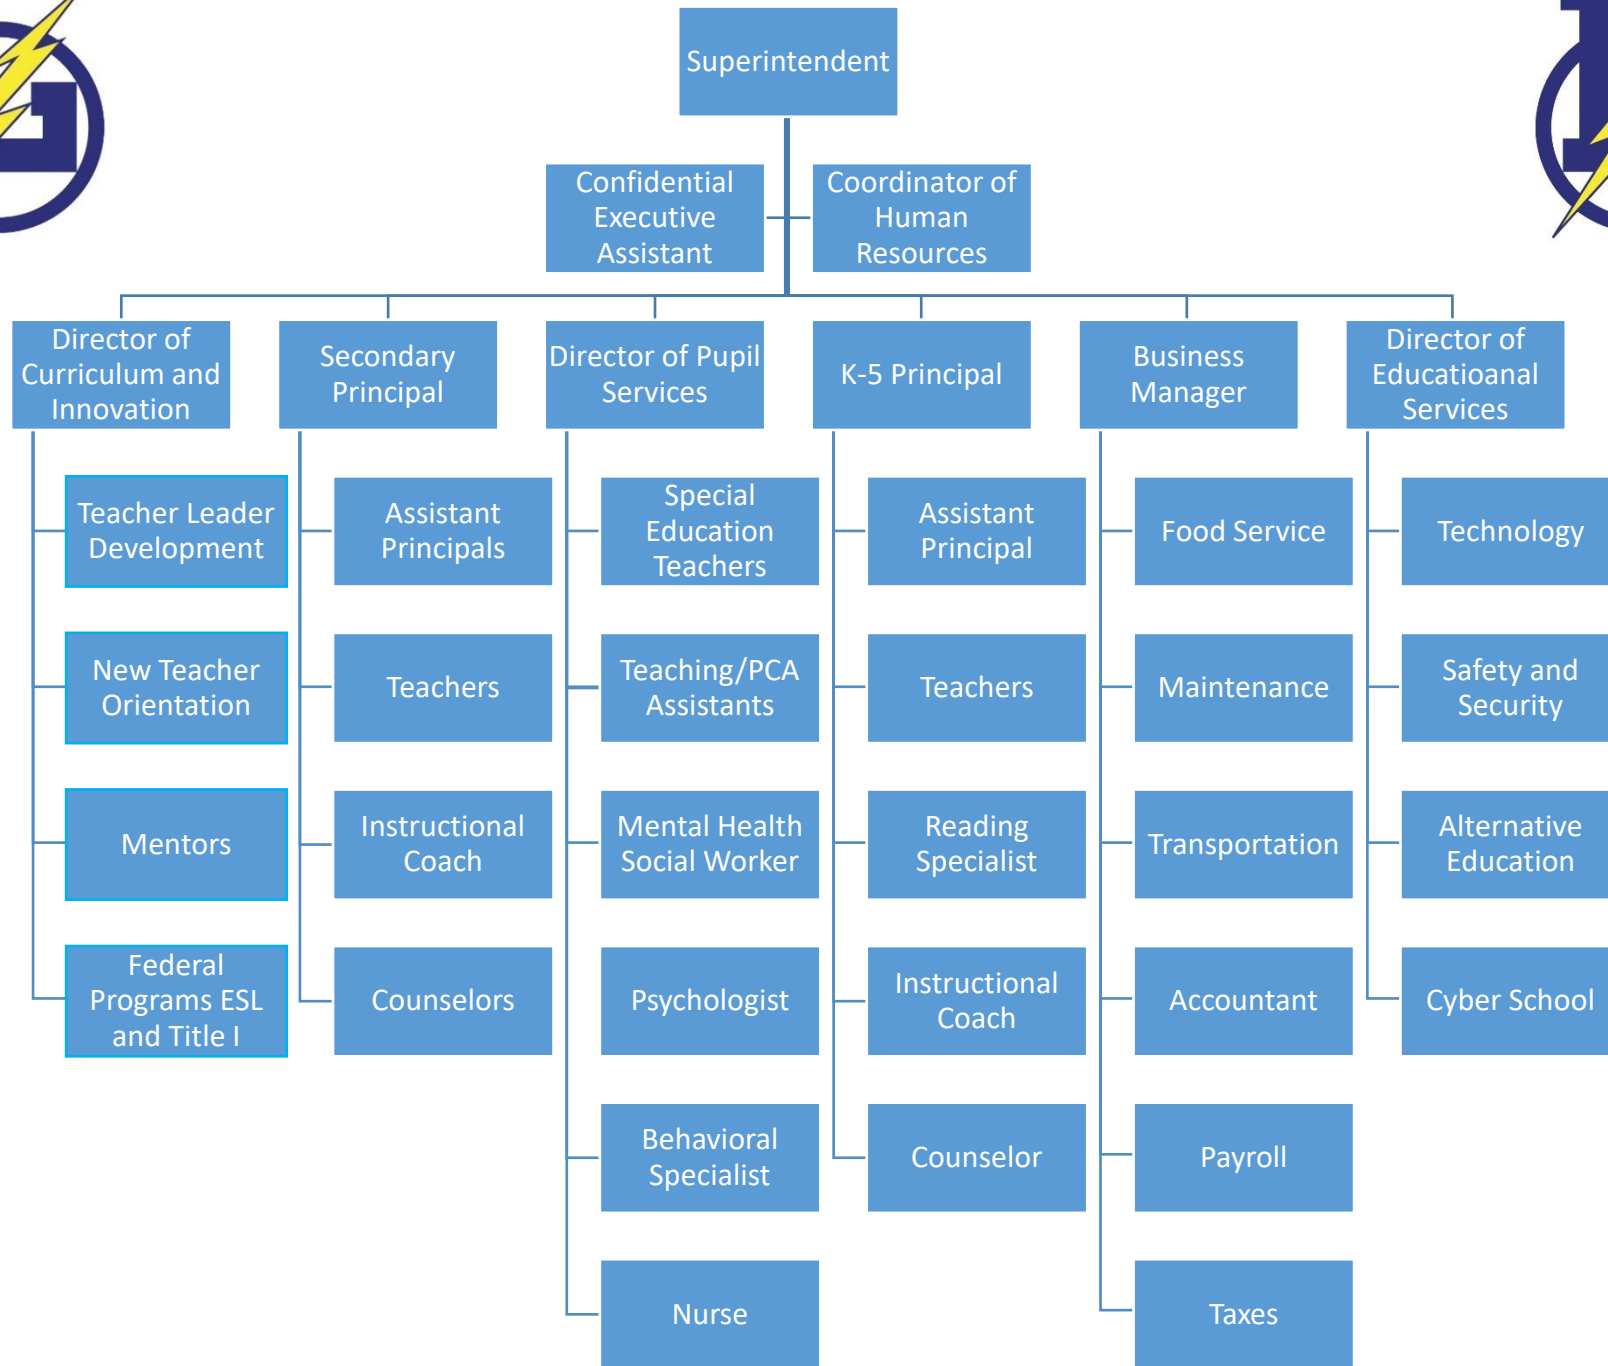 Superintendent
Confidential
Executive
Assistant
Coordinator of
Human
Resources
Director of
Curriculum and
Innovation
Secondary
Principal
Director of Pupil
Services
K-5 Principal
Business
Manager
Director of
Educatioanal
Services
Teacher Leader
Development
New Teacher
Orientation
Mentors
Federal
Programs ESL
and Title I
Assistant
Principals
Teachers
Instructional
Coach
Counselors
Special
Education
Teachers
Teaching/PCA
Assistants
Mental Health
Social Worker
Psychologist
Behavioral
Specialist
Nurse
Assistant
Principal
Teachers
Reading
Specialist
Instructional
Coach
Counselor
Food Service
Maintenance
Transportation
Accountant
Payroll
Taxes
Technology
Safety and
Security
Alternative
Education
Cyber School